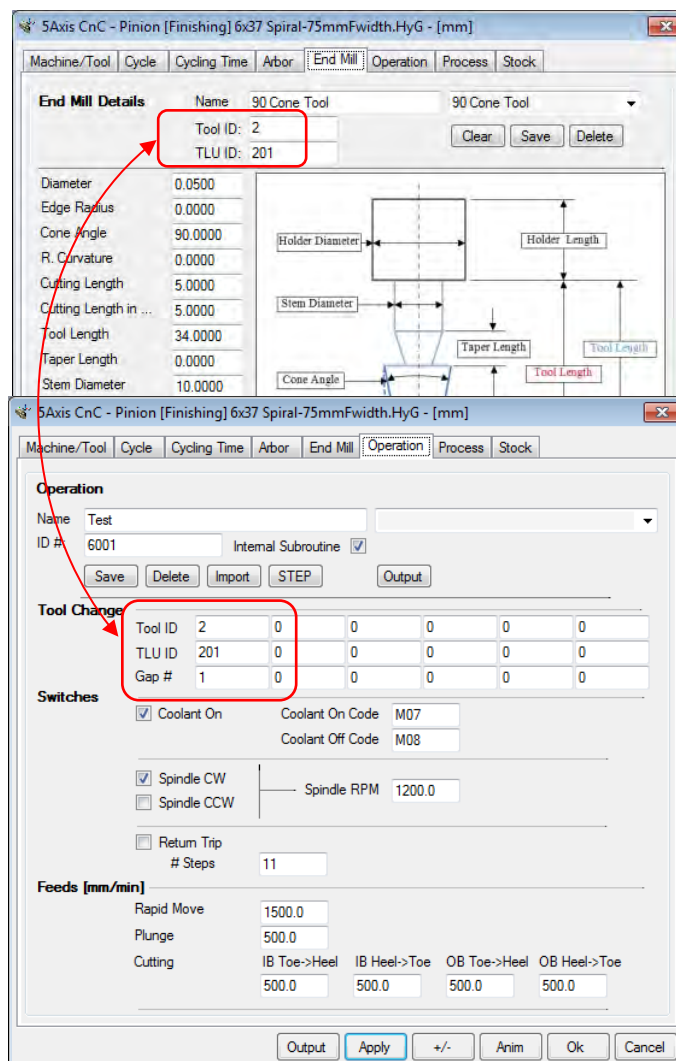 5Axis CnC - Pinion [Finishing] 6x37 Spiral-75mmFwidth.HyG - [mm]
Machine/Tool Cycle Cycling Time Arbor End Mill Operation Process Stock
End Mill Details Name 90 Cone Tool 90 Cone Tool
Tool ID: 2
Clear Save Delete
TLU ID: 201
Diameter 0.0500
Edge Radius 0.0000
Cone Angle 90.0000
R. Curvature 0.0000
Cutting Length 5.0000
Cutting Length in ... 5.0000
Tool Length 34.0000
Taper Length 0.0000
Stem Diameter 10.0000
Holder Diameter
Holder Length
Stem Diameter
Taper Length
Tool Length
Tool Length
Cone Angle
5Axis CnC - Pinion [Finishing] 6x37 Spiral-75mmFwidth.HyG - [mm]
Machine/Tool Cycle Cycling Time Arbor End Mill Operation Process Stock
Operation
Name Test
ID #: 6001 Internal Subroutine
Save Delete Import STEP Output
Tool Change
Tool ID 2 0 0 0 0 0
TLU ID 201 0 0 0 0 0
Gap # 1 0 0 0 0 0
Switches
Coolant On Coolant On Code M07
Coolant Off Code M08
Spindle CW
Spindle RPM 1200.0
Spindle CCW
Return Trip
# Steps 11
Feeds [mm/min]
Rapid Move 1500.0
Plunge 500.0
Cutting IB Toe->Heel IB Heel->Toe OB Toe->Heel OB Heel->Toe
500.0 500.0 500.0 500.0
Output Apply +/- Anim Ok Cancel